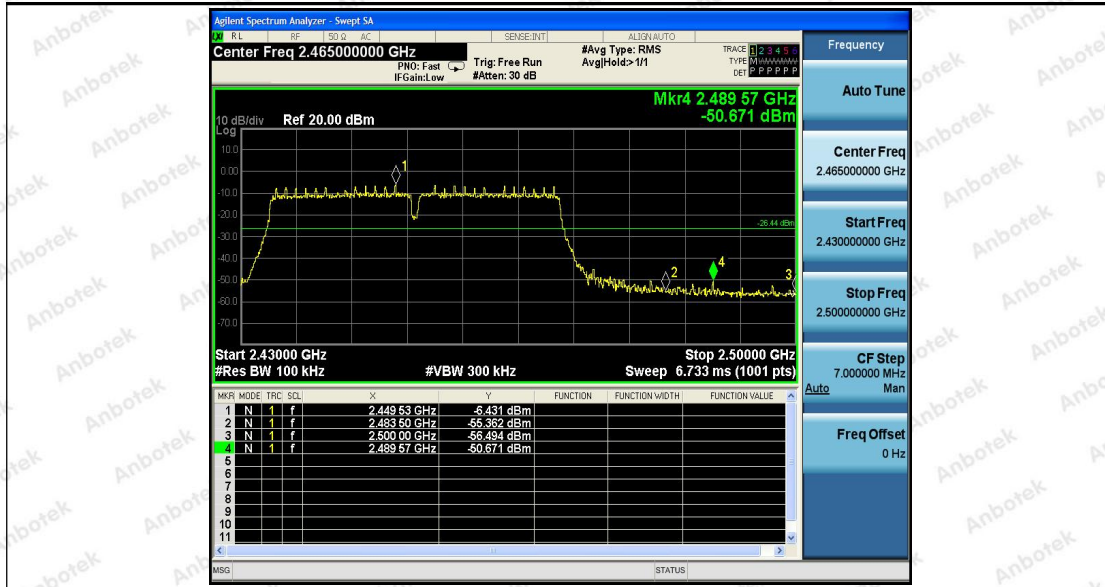 Agilent Spectrum Analyzer - Swept SA
RL RF 50 Ω AC SENSE:INT ALIGNAUTO
Center Freq 2.465000000 GHz
PNO: Fast
IFGain:Low
Trig: Free Run
#Atten: 30 dB
#Avg Type: RMS
Avg|Hold:>1/1
TRACE 1 2 3 4 5 6
TYPE M
DET P P P P P P
Mkr4 2.489 57 GHz
-50.671 dBm
10 dB/div Ref 20.00 dBm
Log
10.0
0.00
-10.0
-20.0
-30.0
-40.0
-50.0
-60.0
-70.0
1
-26.44 dBm
2
4
3
Start 2.43000 GHz Stop 2.50000 GHz
#Res BW 100 kHz #VBW 300 kHz Sweep 6.733 ms (1001 pts)
MKR MODE TRC SCL X Y FUNCTION FUNCTION WIDTH FUNCTION VALUE
1 N 1 f 2.449 53 GHz -6.431 dBm
2 N 1 f 2.483 50 GHz -55.362 dBm
3 N 1 f 2.500 00 GHz -56.494 dBm
4 N 1 f 2.489 57 GHz -50.671 dBm
5
6
7
8
9
10
11
MSG STATUS
Frequency
Auto Tune
Center Freq
2.465000000 GHz
Start Freq
2.430000000 GHz
Stop Freq
2.500000000 GHz
CF Step
7.000000 MHz
Auto Man
Freq Offset
0 Hz
Anbotek